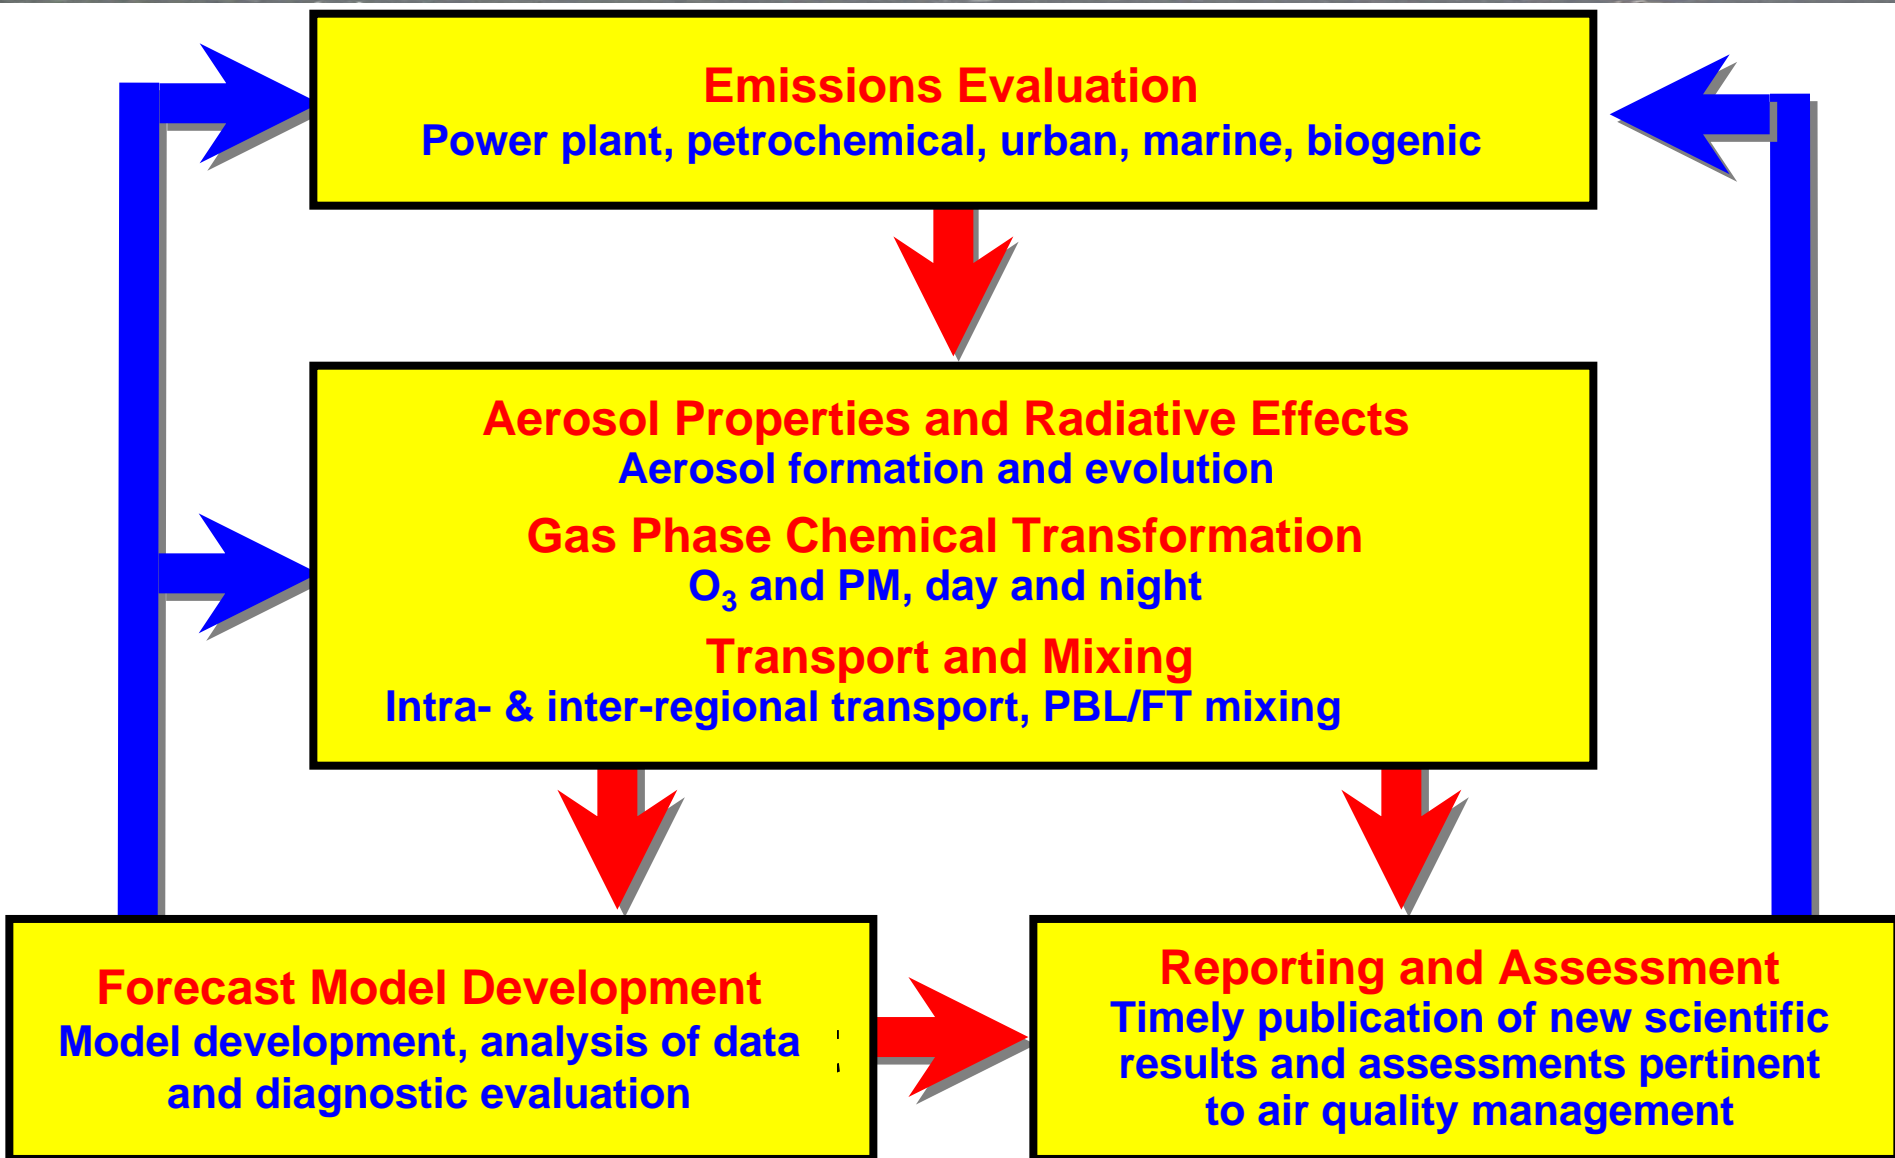 Emissions Evaluation
Power plant, petrochemical, urban, marine, biogenic
Aerosol Properties and Radiative Effects
Aerosol formation and evolution
Gas Phase Chemical Transformation
O₃ and PM, day and night
Transport and Mixing
Intra- & inter-regional transport, PBL/FT mixing
Forecast Model Development
Model development, analysis of data
and diagnostic evaluation
Reporting and Assessment
Timely publication of new scientific
results and assessments pertinent
to air quality management